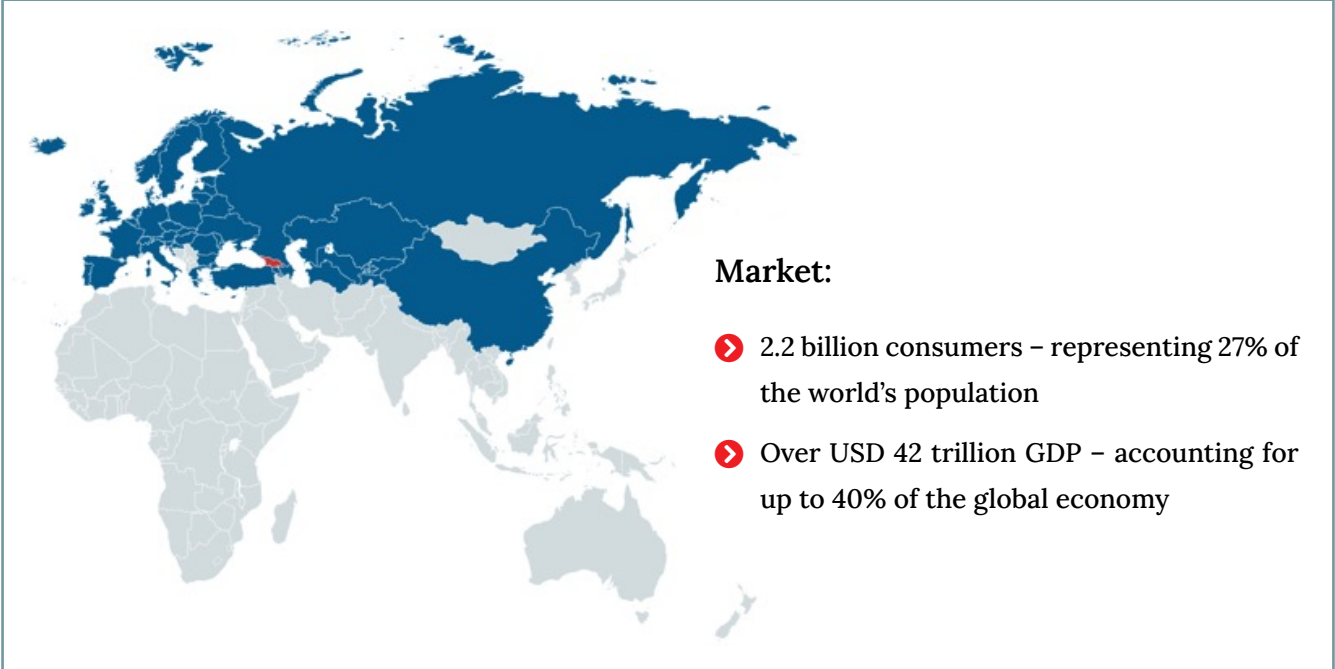 Market:
2.2 billion consumers – representing 27% of
the world’s population
Over USD 42 trillion GDP – accounting for
up to 40% of the global economy